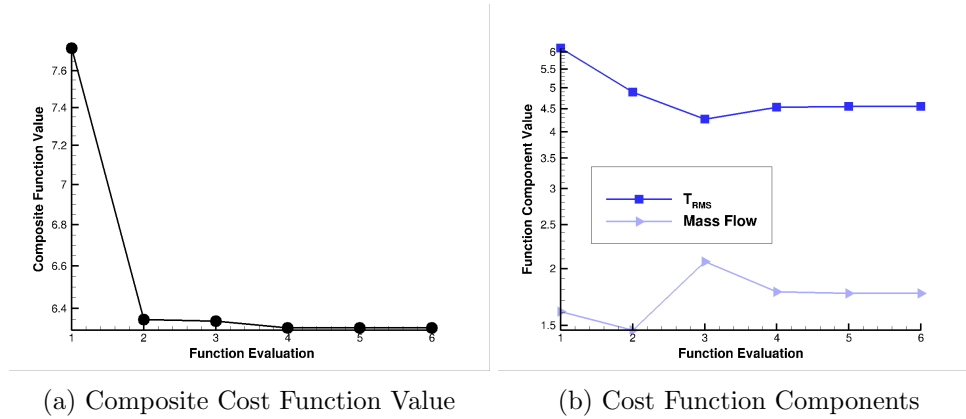 Composite Function Value
7.6
7.4
7.2
7
6.8
6.6
6.4
1 2 3 4 5 6
Function Evaluation
(a) Composite Cost Function Value
Function Component Value
6
5.5
5
4.5
4
3.5
3
2.5
2
1.5
T RMS
Mass Flow
1 2 3 4 5 6
Function Evaluation
(b) Cost Function Components